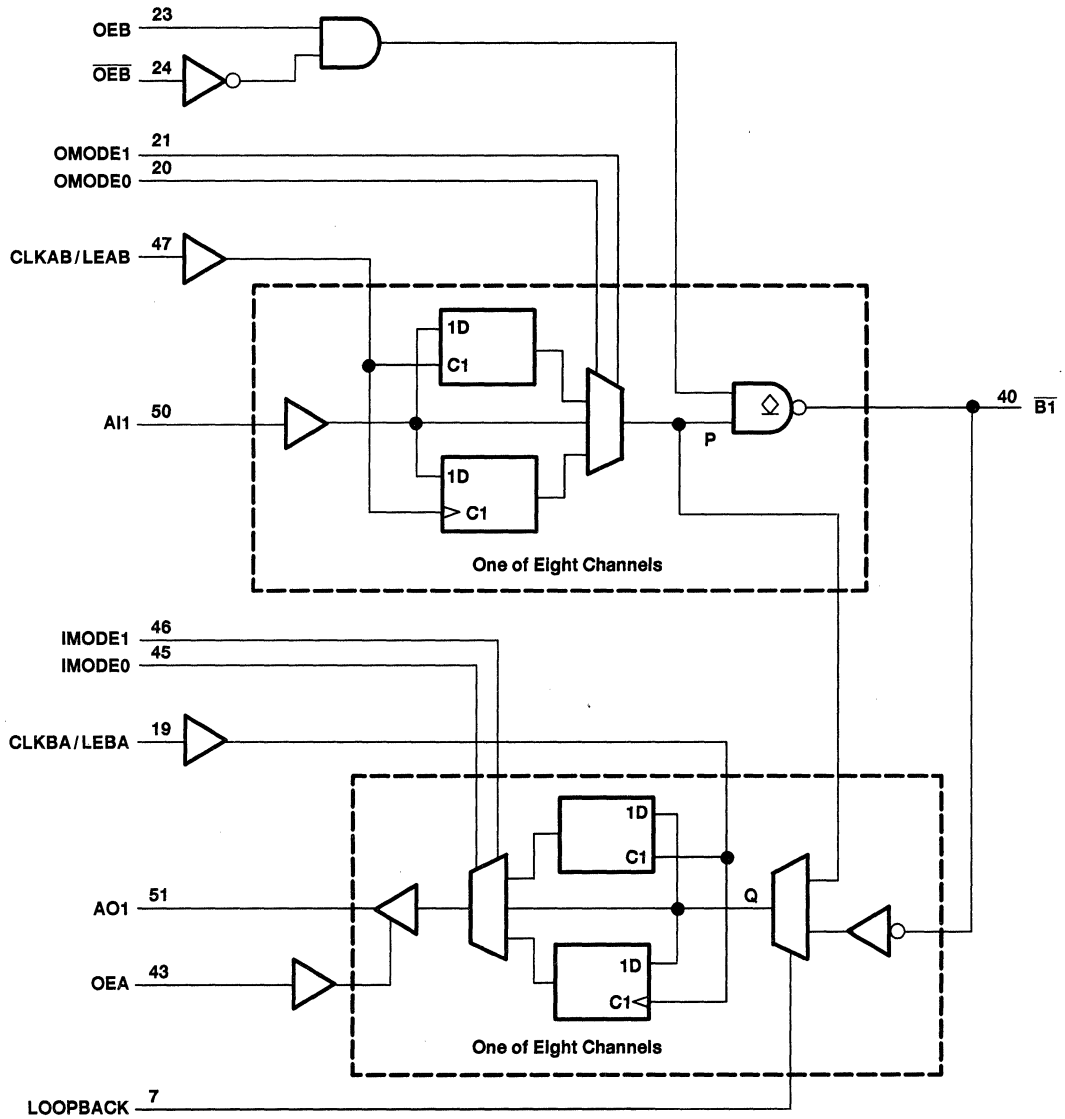 OEB 23
OEB 24
OMODE1 21
OMODE0 20
CLKAB/LEAB 47
1D
C1
AI1 50
P
40 B1
1D
C1
One of Eight Channels
IMODE1 46
IMODE0 45
CLKBA/LEBA 19
1D
C1
AO1 51
Q
1D
OEA 43
C1
One of Eight Channels
LOOPBACK 7